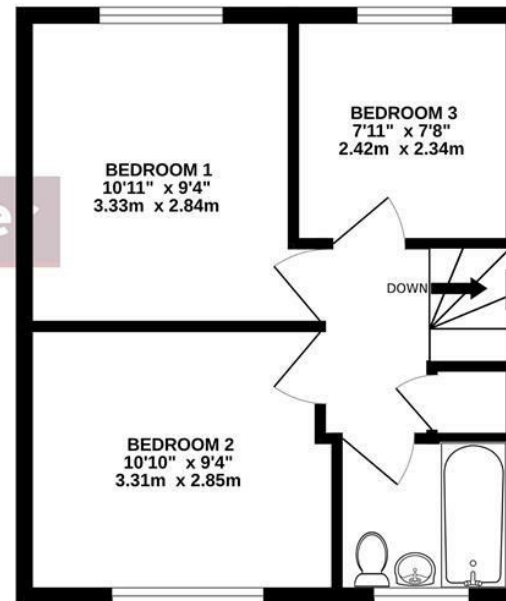 BEDROOM 3
7'11" x 7'8"
2.42m x 2.34m
BEDROOM 1
10'11" x 9'4"
3.33m x 2.84m
DOWN
BEDROOM 2
10'10" x 9'4"
3.31m x 2.85m